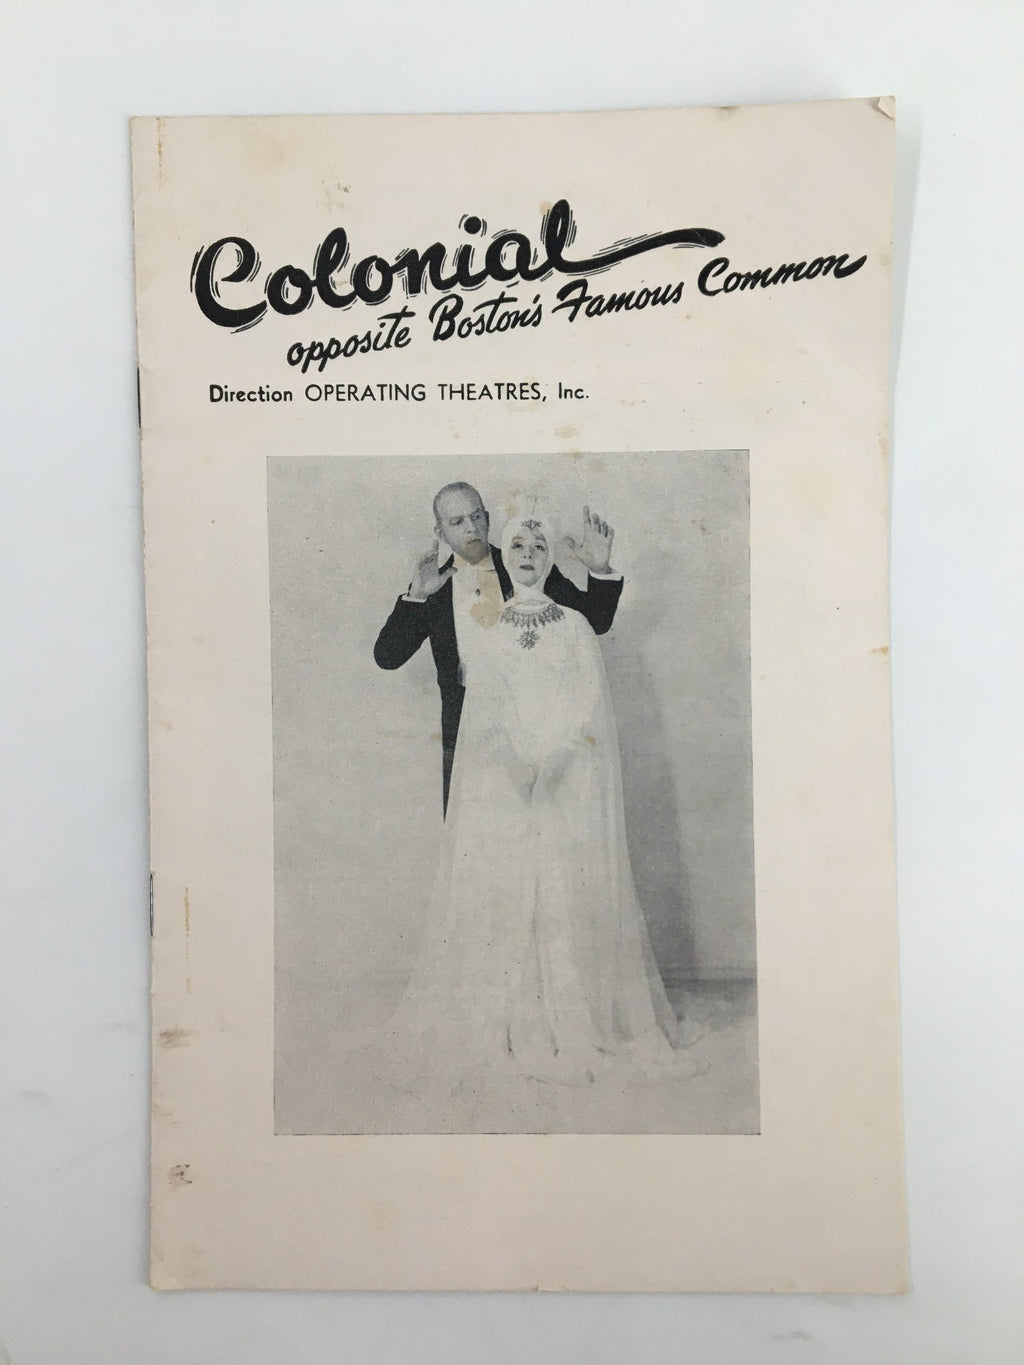 Colonial
opposite Boston's Famous Common
Direction OPERATING THEATRES, Inc.